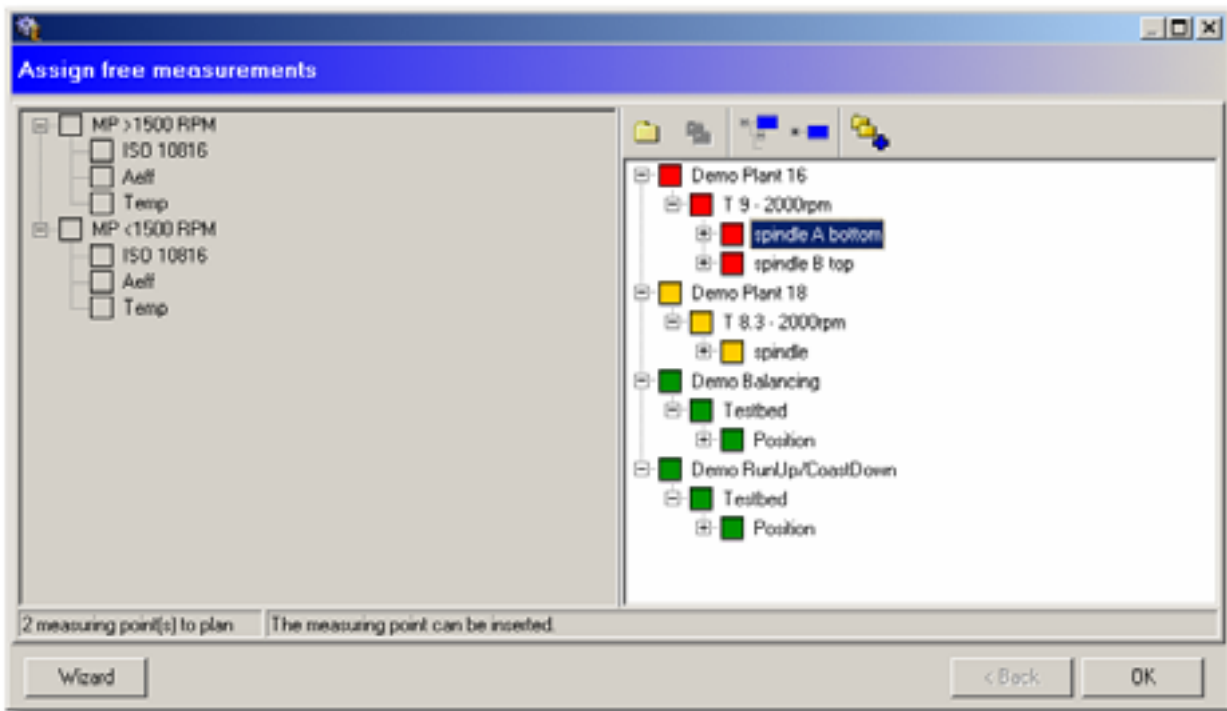 Assign free measurements
MP >1500 RPM
ISO 10816
Aeff
Temp
MP <1500 RPM
ISO 10816
Aeff
Temp
Demo Plant 16
T 9 - 2000rpm
spindle A bottom
spindle B top
Demo Plant 18
T 8.3 - 2000rpm
spindle
Demo Balancing
Testbed
Position
Demo RunUp/CoastDown
Testbed
Position
2 measuring point(s) to plan
The measuring point can be inserted.
Wizard
< Back
OK